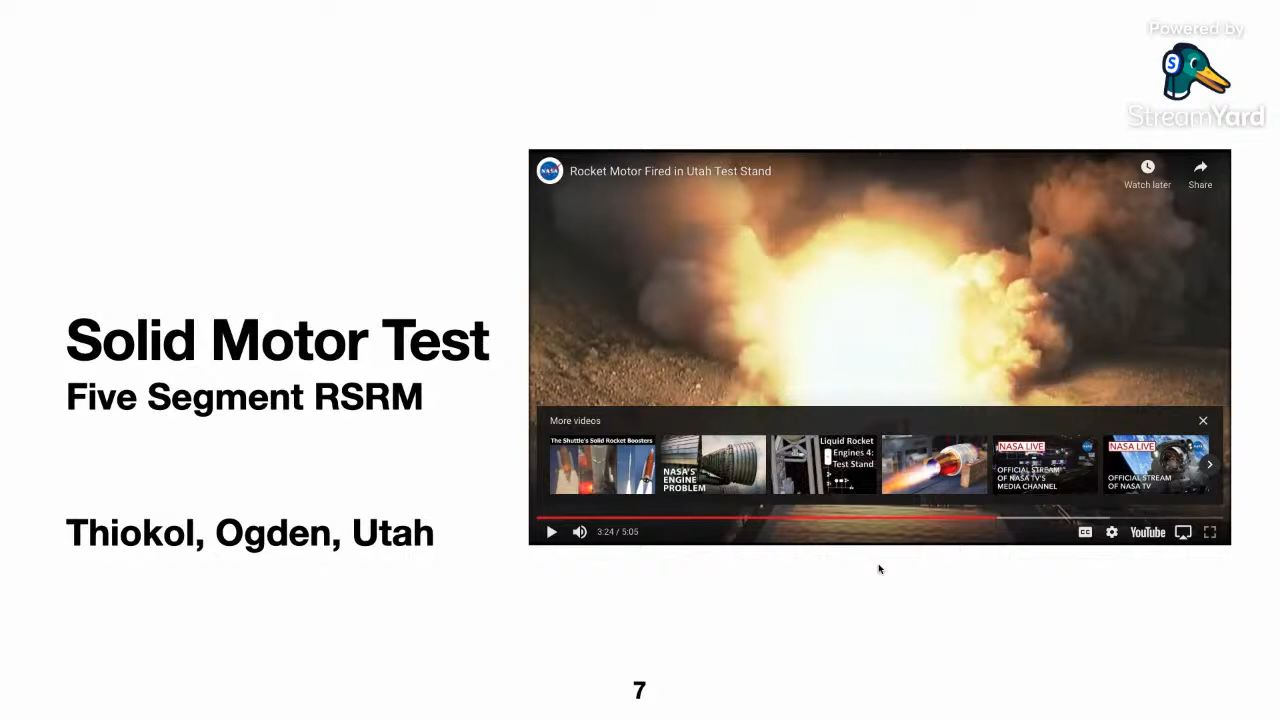 Powered by
S
StreamYard
NASA
Rocket Motor Fired in Utah Test Stand
Watch later
Share
Solid Motor Test
Five Segment RSRM
Thiokol, Ogden, Utah
More videos
The Shuttle's Solid Rocket Boosters
NASA'S
ENGINE
PROBLEM
Liquid Rocket
Engines 4:
Test Stand
NASA LIVE
OFFICIAL STREAM
OF NASA TV'S
MEDIA CHANNEL
NASA LIVE
OFFICIAL STREAM
OF NASA TV
3:24 / 5:05
CC
YouTube
7